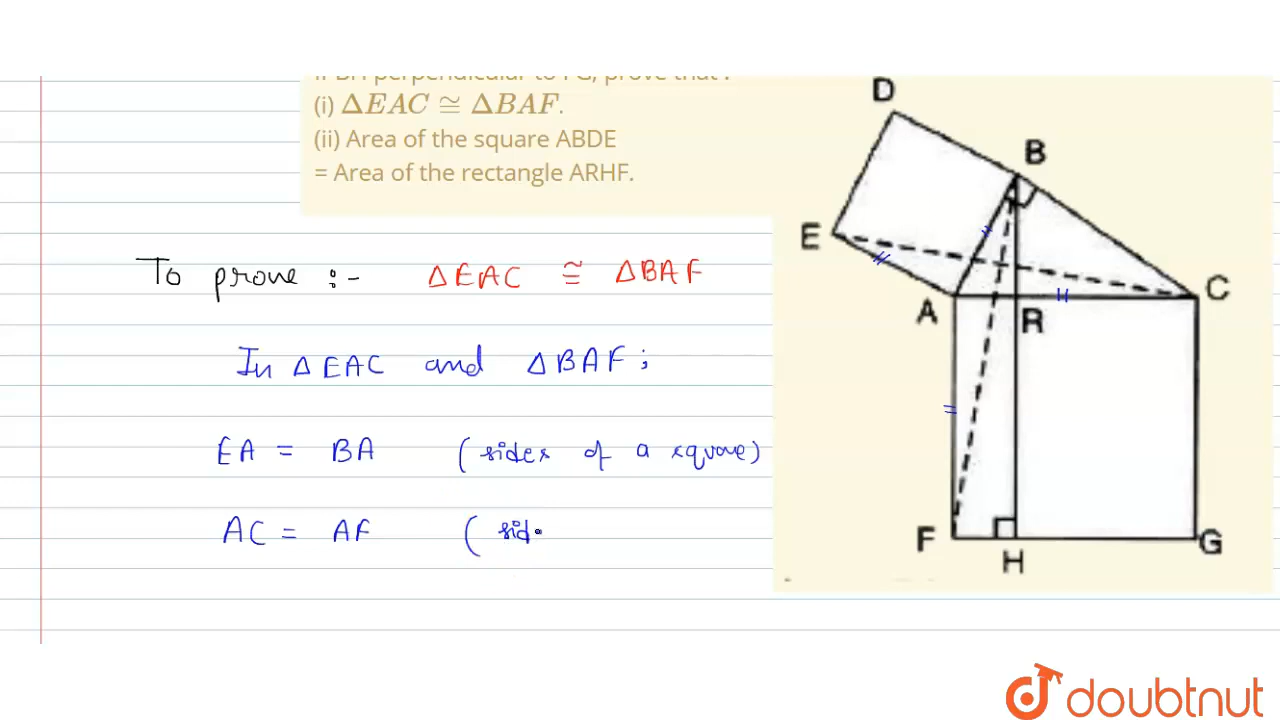 (i) ΔEAC ≅ ΔBAF.
(ii) Area of the square ABDE
= Area of the rectangle ARHF.
To prove :- ΔEAC ≅ ΔBAF
In ΔEAC and ΔBAF ;
EA = BA (sides of a square)
AC = AF (sid
D
B
E
C
A
R
F
H
G
doubtnut